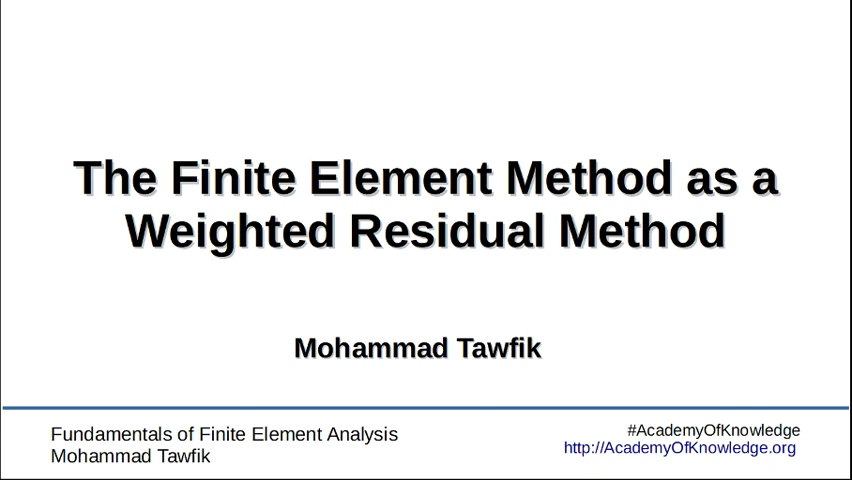 The Finite Element Method as a
Weighted Residual Method
Mohammad Tawfik
Fundamentals of Finite Element Analysis
Mohammad Tawfik
#AcademyOfKnowledge
http://AcademyOfKnowledge.org